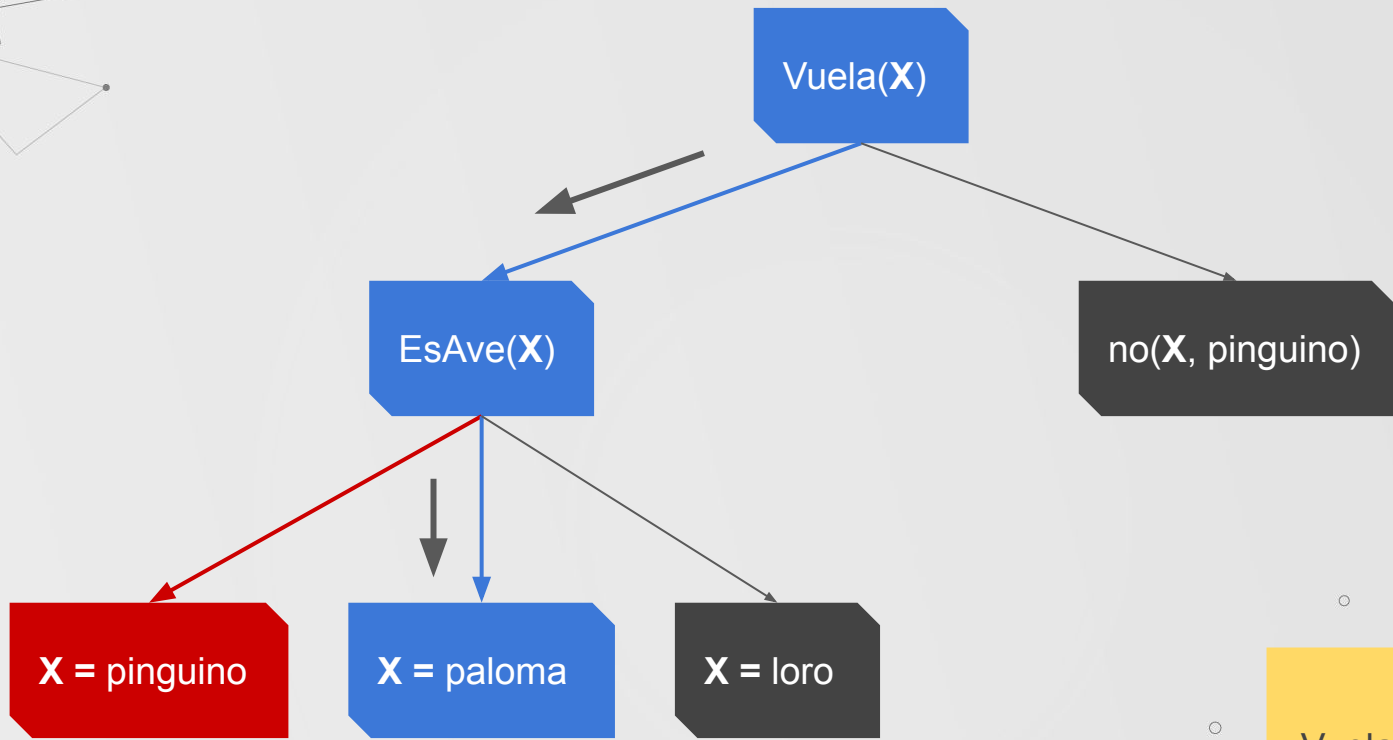 Vuela(X)
EsAve(X)
no(X, pinguino)
X = pinguino
X = paloma
X = loro